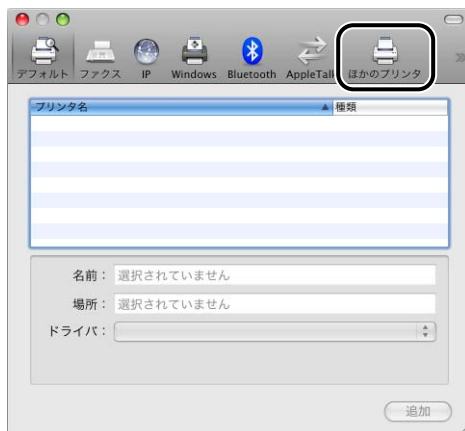 デフォルト ファクス IP Windows Bluetooth AppleTalk ほかのプリンタ
プリンタ名 種類
名前： 選択されていません
場所： 選択されていません
ドライバ：
追加